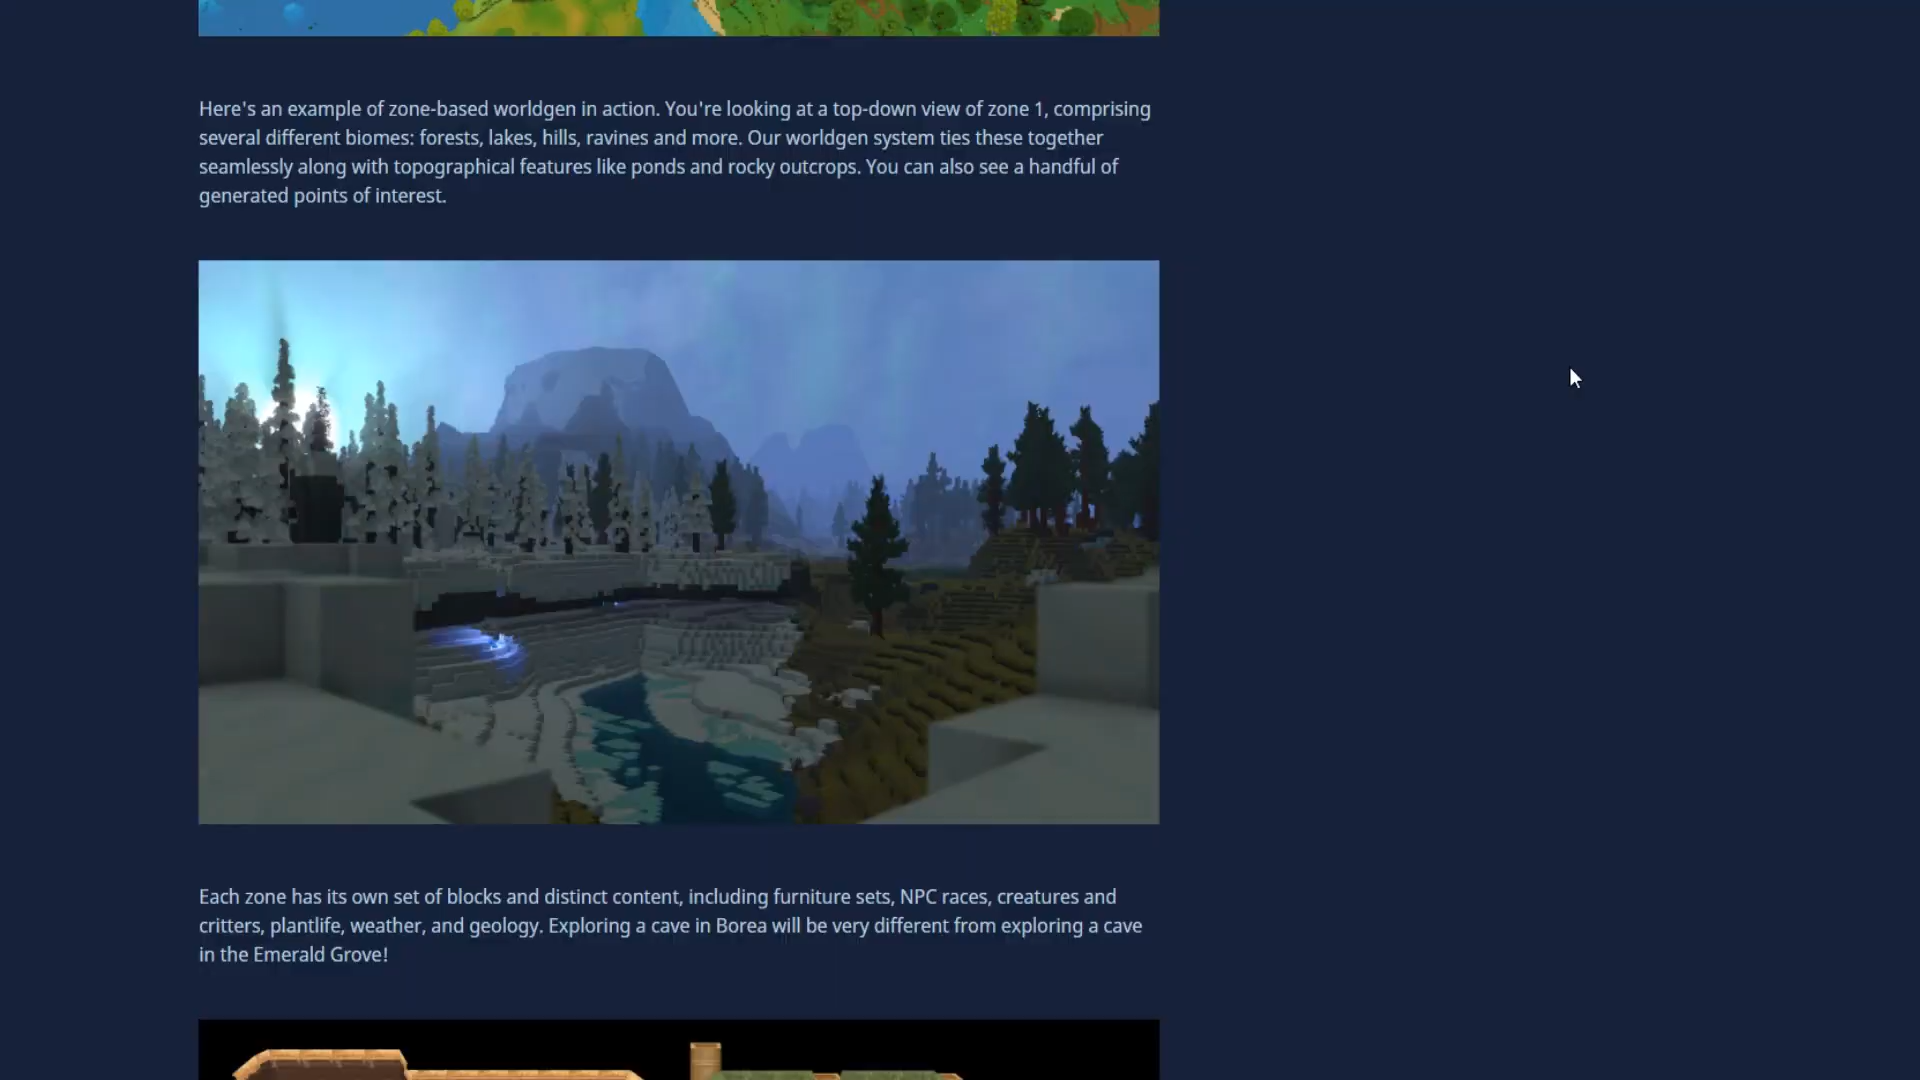 Here's an example of zone-based worldgen in action. You're looking at a top-down view of zone 1, comprising
several different biomes: forests, lakes, hills, ravines and more. Our worldgen system ties these together
seamlessly along with topographical features like ponds and rocky outcrops. You can also see a handful of
generated points of interest.
Each zone has its own set of blocks and distinct content, including furniture sets, NPC races, creatures and
critters, plantlife, weather, and geology. Exploring a cave in Borea will be very different from exploring a cave
in the Emerald Grove!